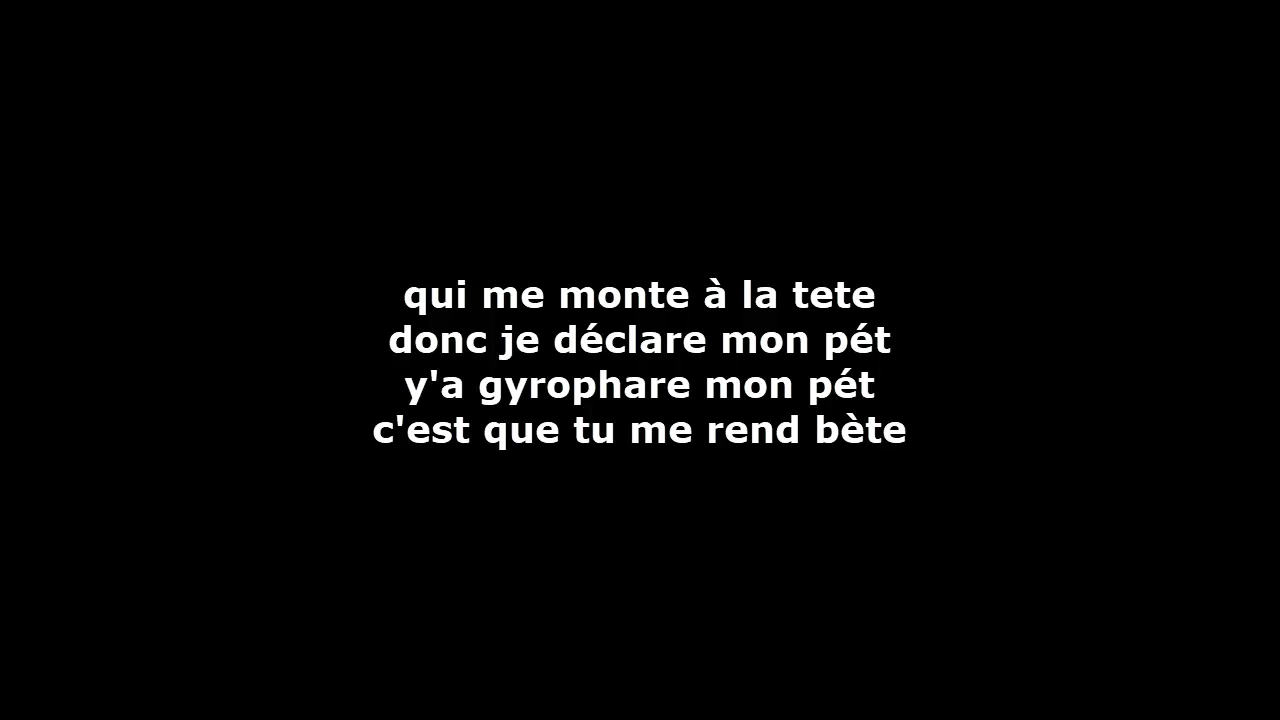 qui me monte à la tete
donc je déclare mon pét
y'a gyrophare mon pét
c'est que tu me rend bète